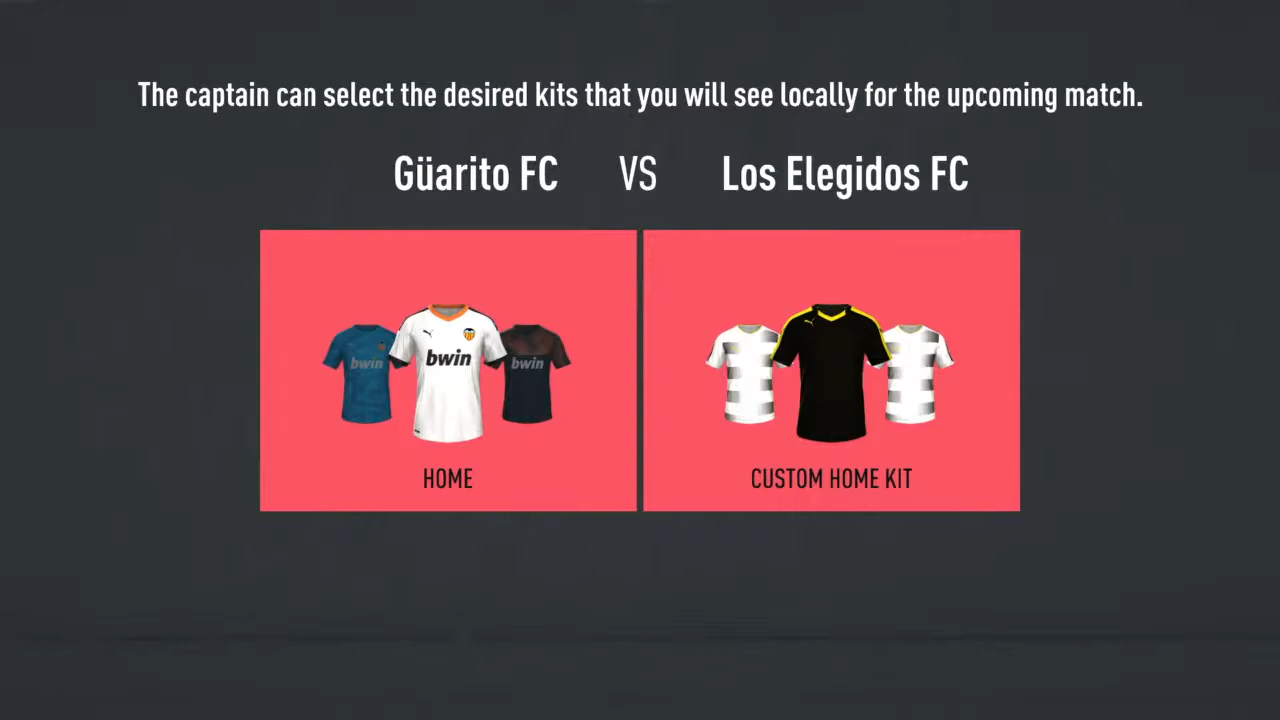 The captain can select the desired kits that you will see locally for the upcoming match.
Güarito FC VS Los Elegidos FC
bwin bwin bwin
HOME CUSTOM HOME KIT